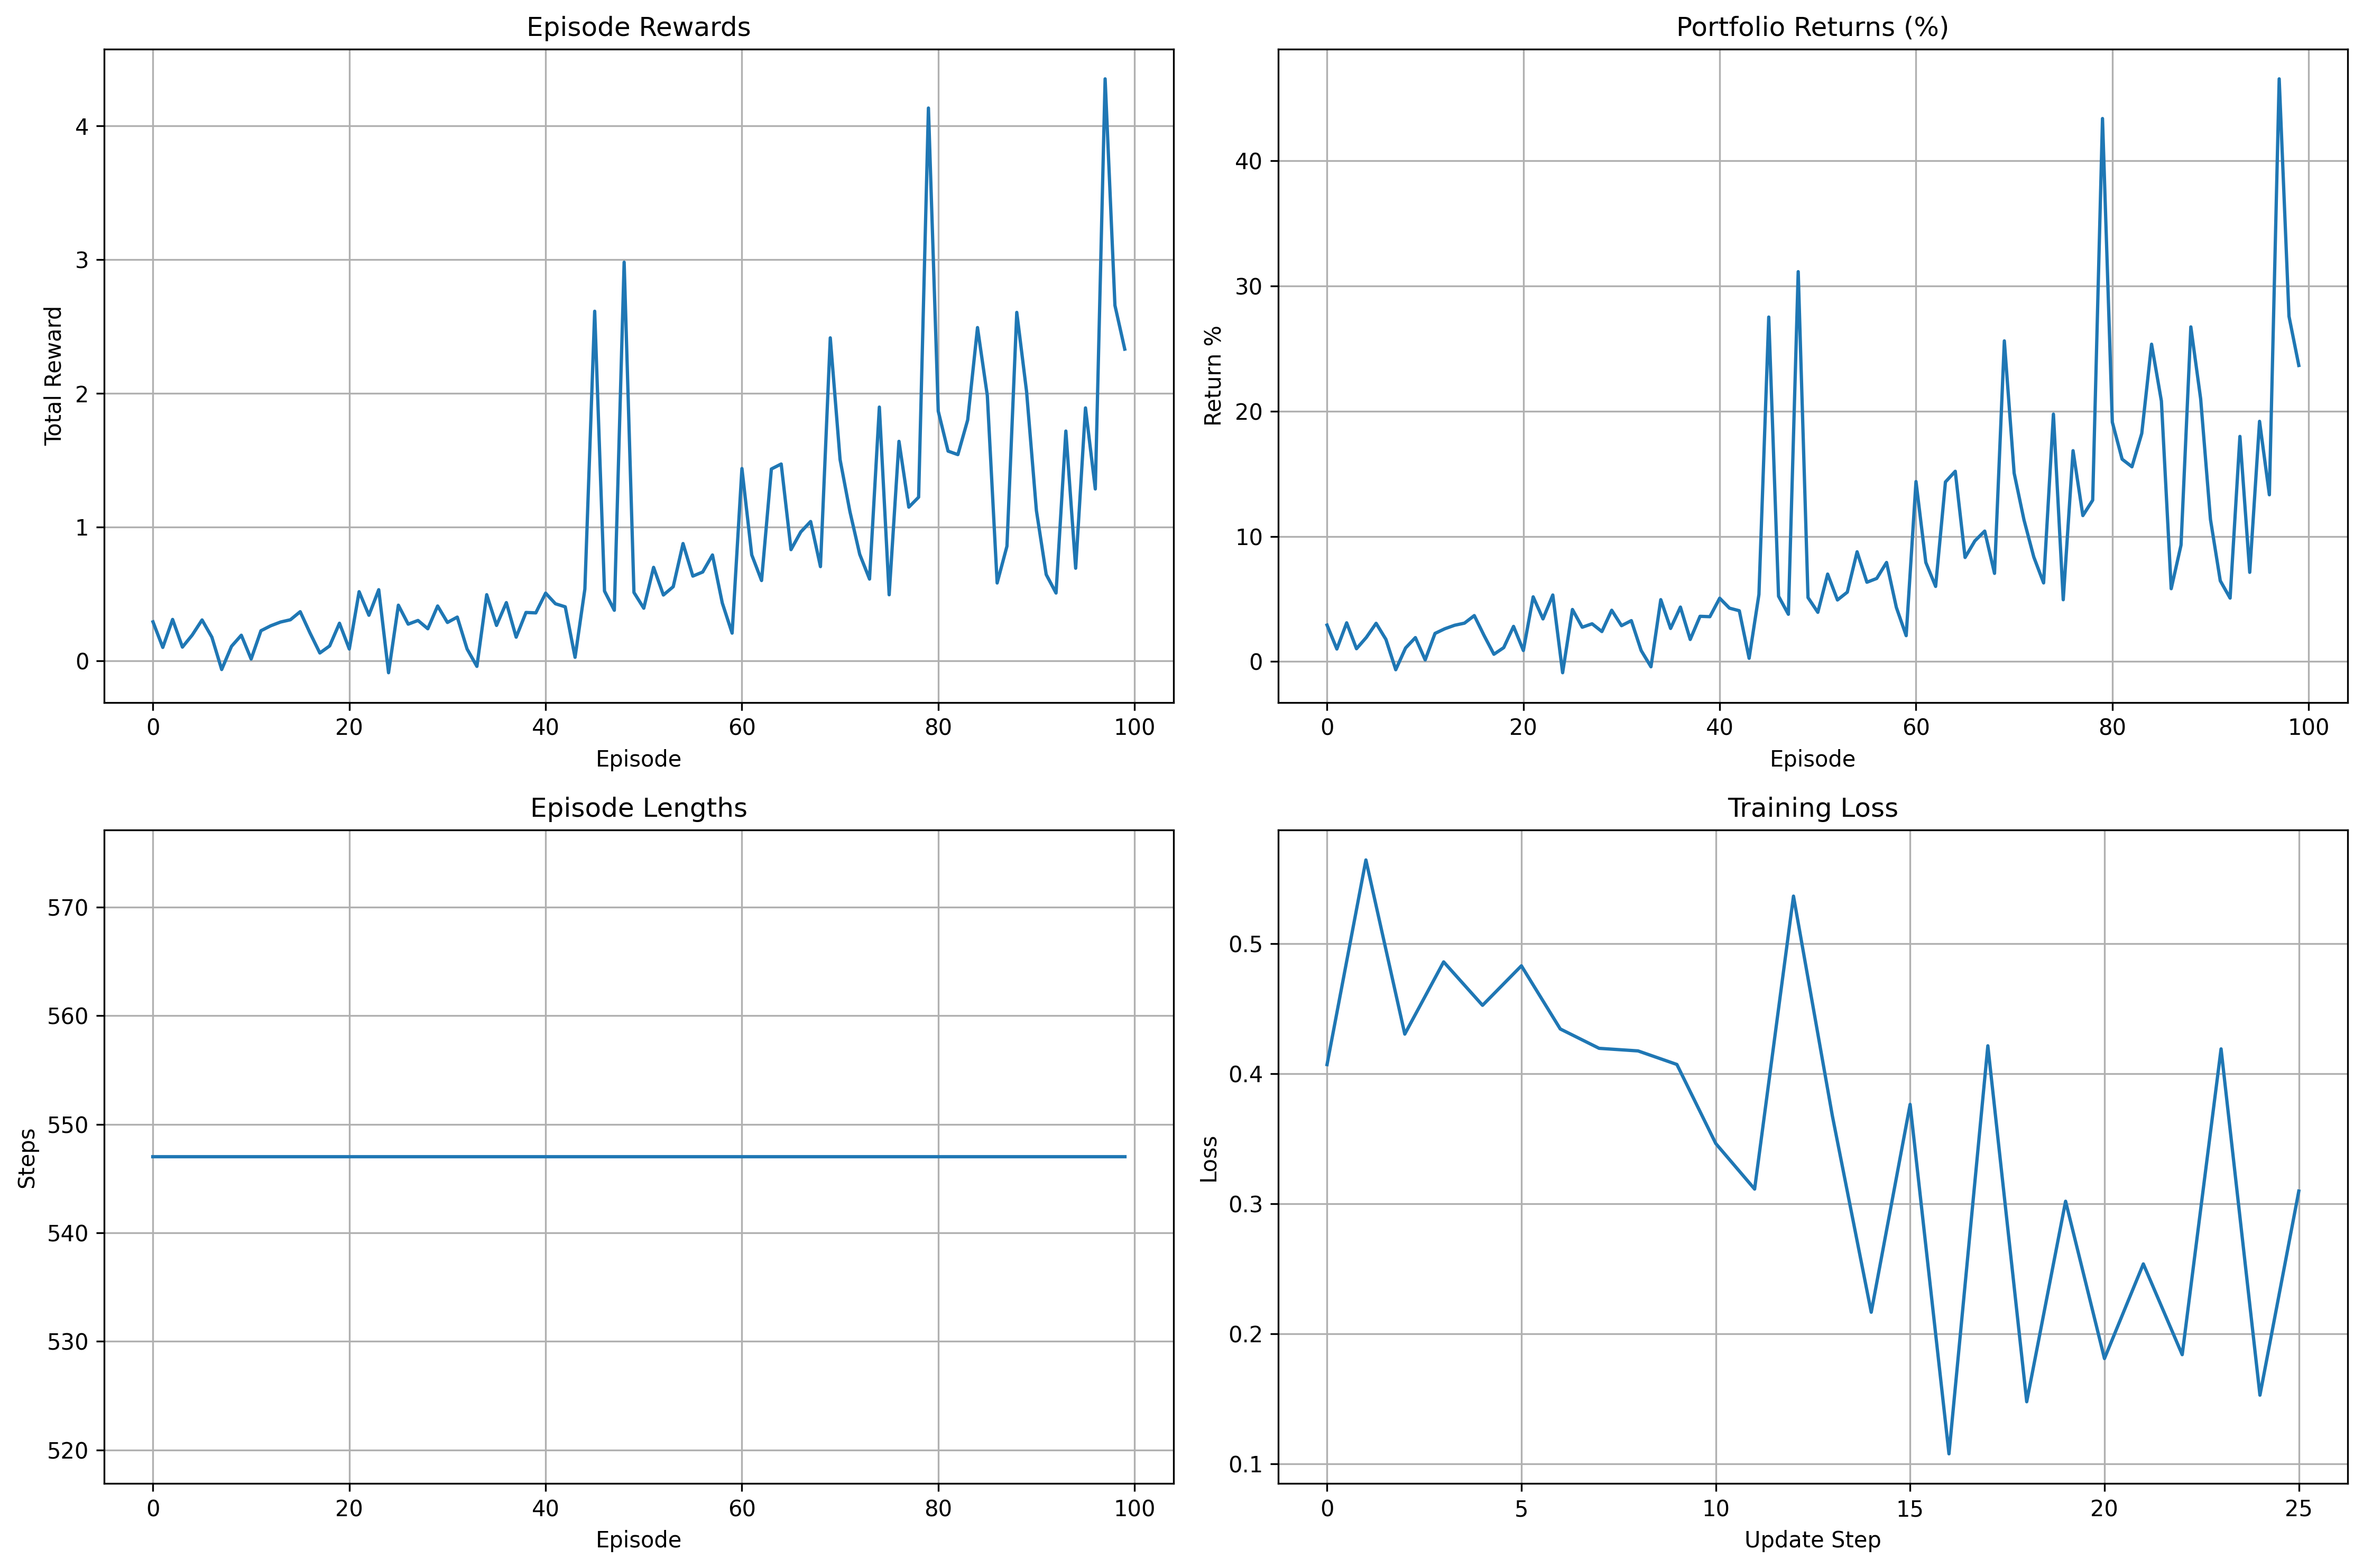 Episode Rewards
Total Reward
4
3
2
1
0
0 20 40 60 80 100
Episode
Portfolio Returns (%)
Return %
40
30
20
10
0
0 20 40 60 80 100
Episode
Episode Lengths
Steps
570
560
550
540
530
520
0 20 40 60 80 100
Episode
Training Loss
Loss
0.5
0.4
0.3
0.2
0.1
0 5 10 15 20 25
Update Step